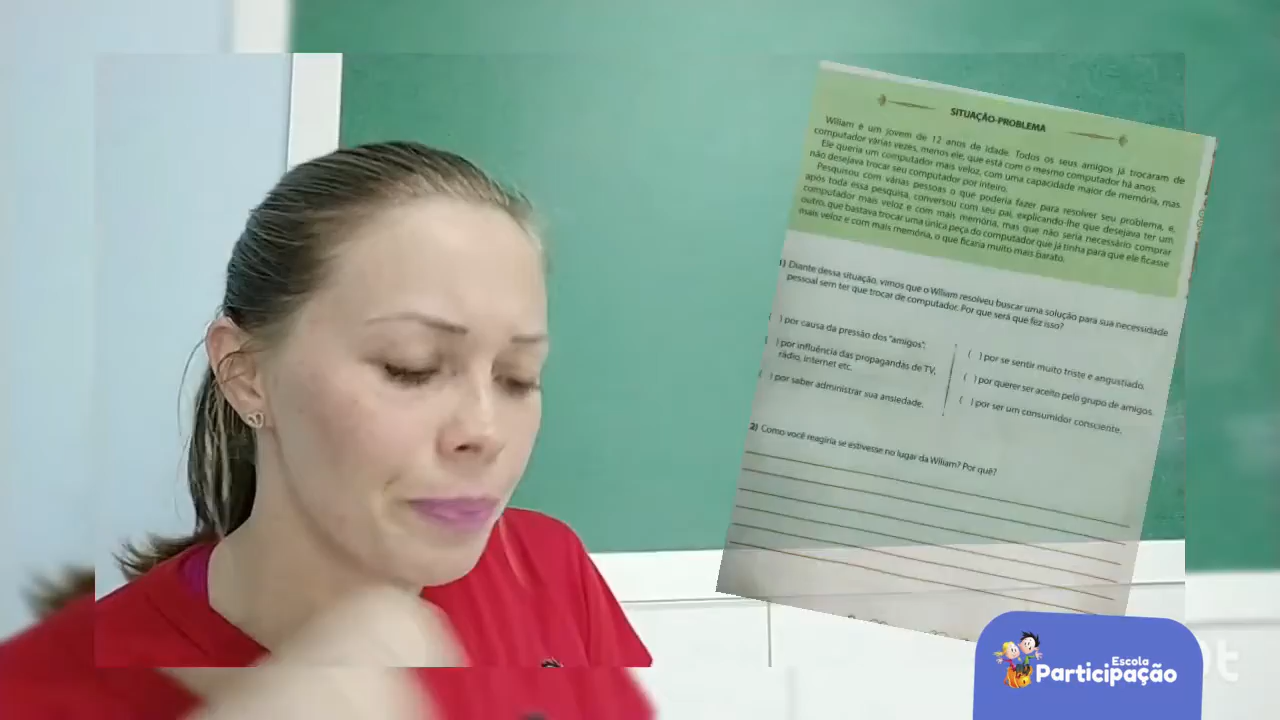 SITUAÇÃO-PROBLEMA
Wiliam é um jovem de 12 anos de idade. Todos os seus amigos já trocaram de
computador várias vezes, menos ele, que está com o mesmo computador há anos.
Ele queria um computador mais veloz, com uma capacidade maior de memória, mas
não desejava trocar seu computador por inteiro.
Pesquisou com várias pessoas o que poderia fazer para resolver seu problema, e,
após toda essa pesquisa, conversou com seu pai, explicando-lhe que desejava ter um
computador mais veloz e com mais memória, mas que não seria necessário comprar
outro, que bastava trocar uma única peça do computador que já tinha para que ele ficasse
mais veloz e com mais memória, o que ficaria muito mais barato.
1) Diante dessa situação, vimos que o Wiliam resolveu buscar uma solução para sua necessidade
pessoal sem ter que trocar de computador. Por que será que fez isso?
( ) por causa da pressão dos "amigos";
( ) por influência das propagandas de TV,
rádio, internet etc.
( ) por saber administrar sua ansiedade.
( ) por se sentir muito triste e angustiado.
( ) por querer ser aceito pelo grupo de amigos.
( ) por ser um consumidor consciente.
2) Como você reagiria se estivesse no lugar da Wiliam? Por quê?
Escola
Participação